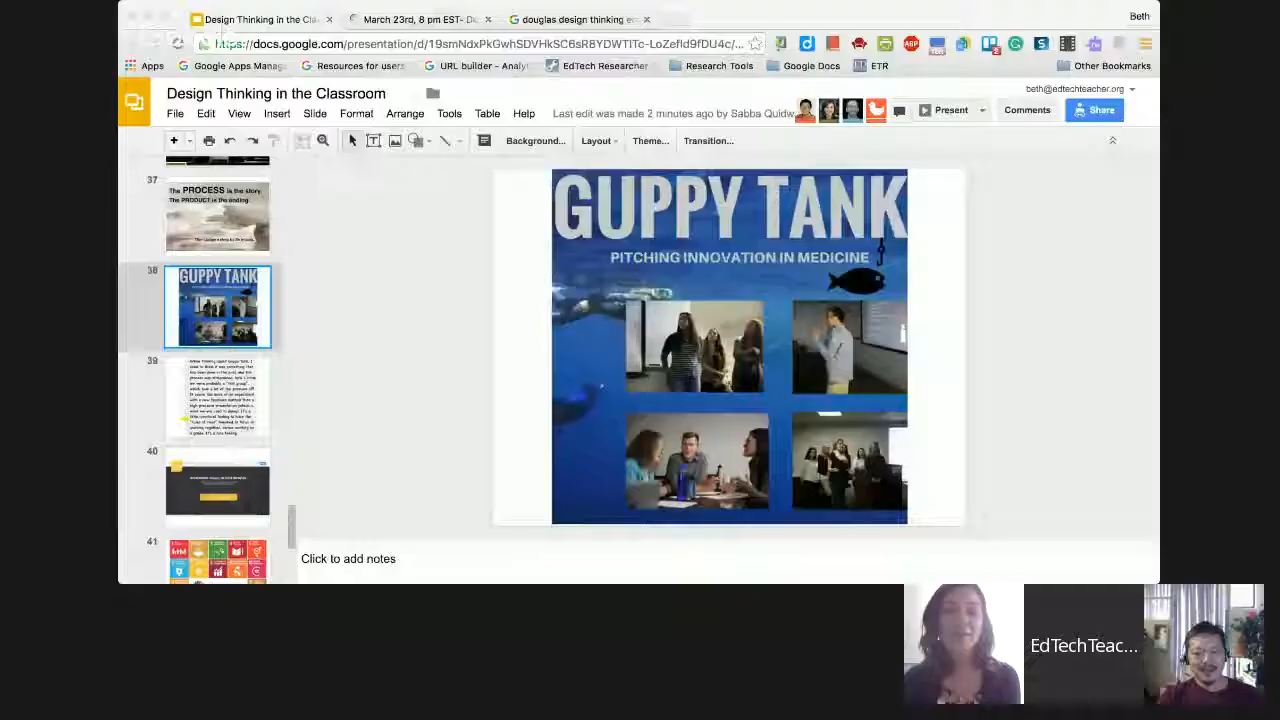 Design Thinking in the Cla
March 23rd, 8 pm EST- Di
douglas design thinking en
Beth
https://docs.google.com/presentation/d/19smNdxPkGwhSDVHkSC6sR8YDWTlTc-LoZefld9fDU4c/...
Apps
Google Apps Mana
Resources for users
URL builder - Analy
EdTech Researcher
Research Tools
Google Docs
ETR
Other Bookmarks
Design Thinking in the Classroom
beth@edtechteacher.org
File Edit View Insert Slide Format Arrange Tools Table Help
Last edit was made 2 minutes ago by Sabba Quidw...
Present
Comments
Share
Background...
Layout
Theme...
Transition...
37
The PROCESS is the story
The PRODUCT is the ending
38
GUPPY TANK
39
40
41
GUPPY TANK
PITCHING INNOVATION IN MEDICINE
Click to add notes
EdTechTeac...